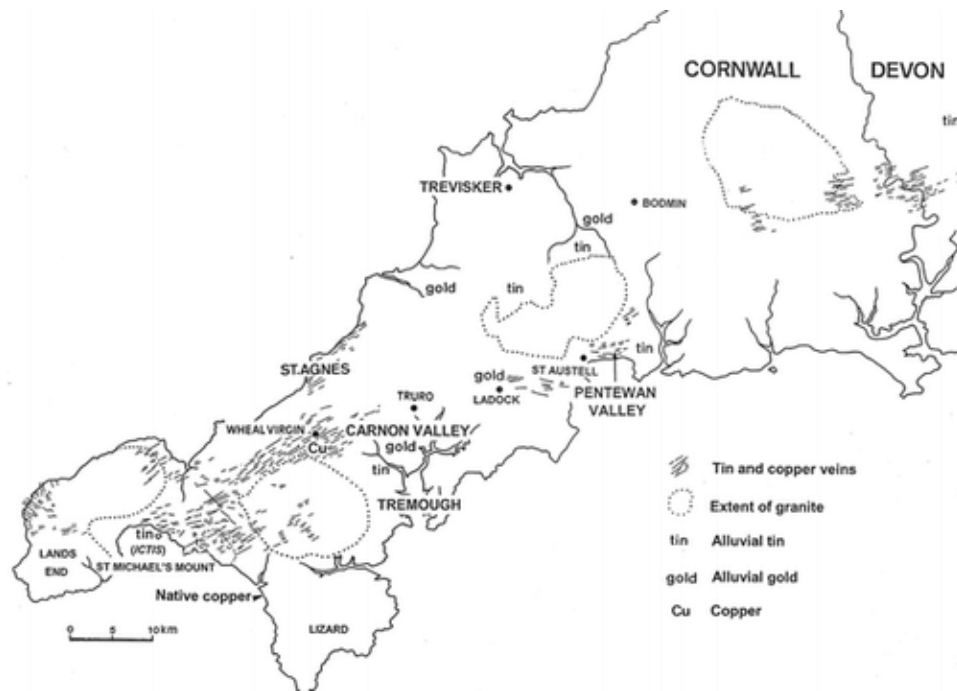 CORNWALL
DEVON
tin
TREVISKER
BODMIN
gold
tin
gold
tin
ST.AGNES
ST AUSTELL
tin
PENTEWAN
VALLEY
gold
LADOCK
TRURO
WHEAL VIRGIN
CARNON VALLEY
Cu
gold
tin
TREMOUGH
tin
(ICTIS)
LANDS
END
ST MICHAEL'S MOUNT
Native copper
LIZARD
0 5 10km
Tin and copper veins
Extent of granite
tin Alluvial tin
gold Alluvial gold
Cu Copper